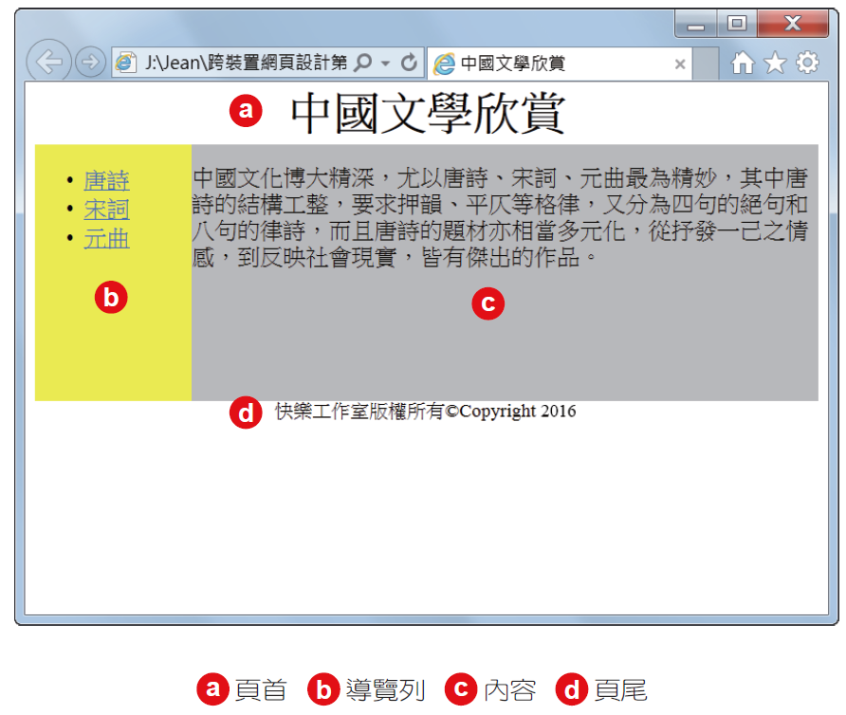 J:\Jean\跨裝置網頁設計第
中國文學欣賞
a 中國文學欣賞
• 唐詩
• 宋詞
• 元曲
b
中國文化博大精深，尤以唐詩、宋詞、元曲最為精妙，其中唐
詩的結構工整，要求押韻、平仄等格律，又分為四句的絕句和
八句的律詩，而且唐詩的題材亦相當多元化，從抒發一己之情
感，到反映社會現實，皆有傑出的作品。
c
d 快樂工作室版權所有©Copyright 2016
a 頁首 b 導覽列 c 內容 d 頁尾